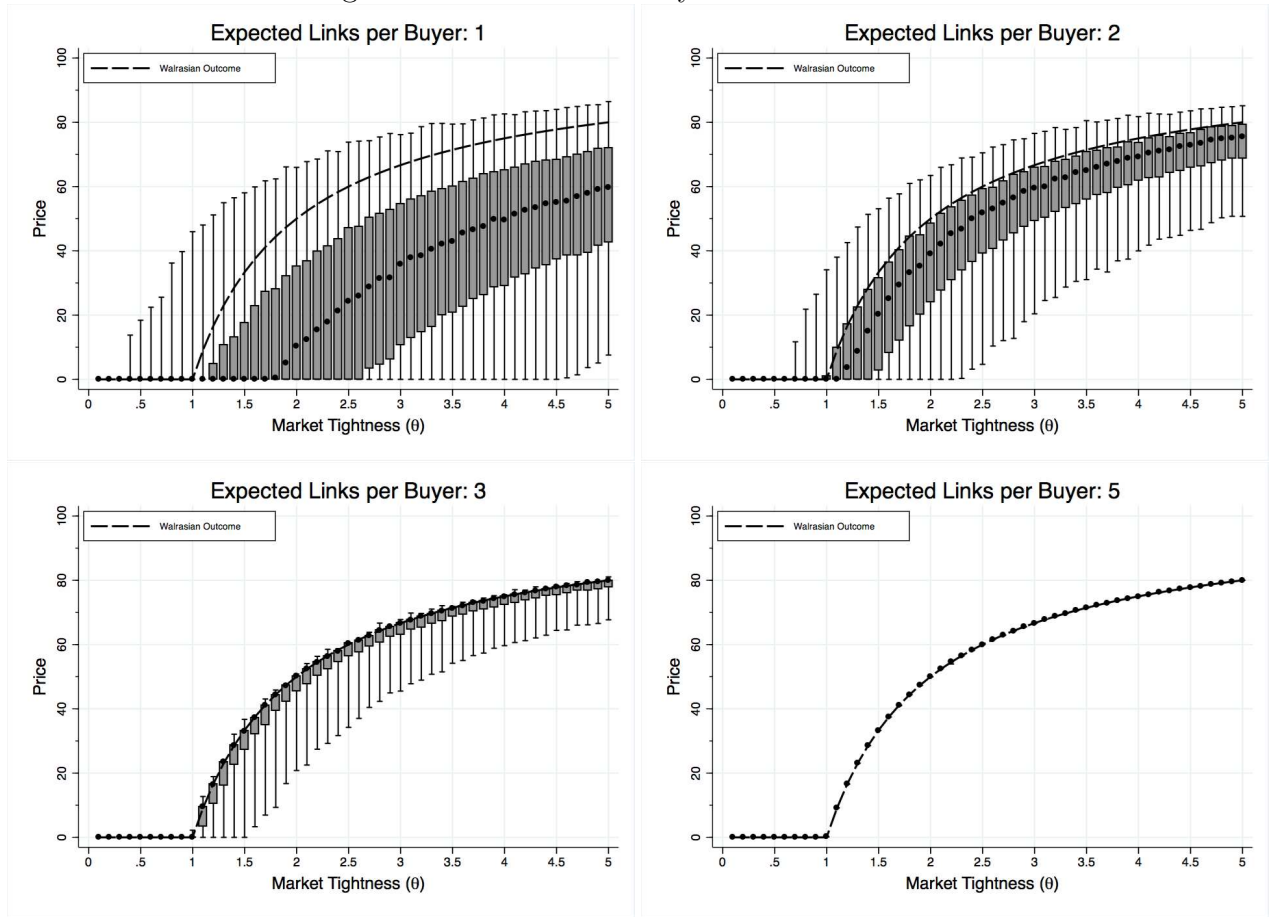 Expected Links per Buyer: 1
Walrasian Outcome
Price
0 20 40 60 80 100
0 .5 1 1.5 2 2.5 3 3.5 4 4.5 5
Market Tightness (θ)
Expected Links per Buyer: 2
Walrasian Outcome
Price
0 20 40 60 80 100
0 .5 1 1.5 2 2.5 3 3.5 4 4.5 5
Market Tightness (θ)
Expected Links per Buyer: 3
Walrasian Outcome
Price
0 20 40 60 80 100
0 .5 1 1.5 2 2.5 3 3.5 4 4.5 5
Market Tightness (θ)
Expected Links per Buyer: 5
Walrasian Outcome
Price
0 20 40 60 80 100
0 .5 1 1.5 2 2.5 3 3.5 4 4.5 5
Market Tightness (θ)